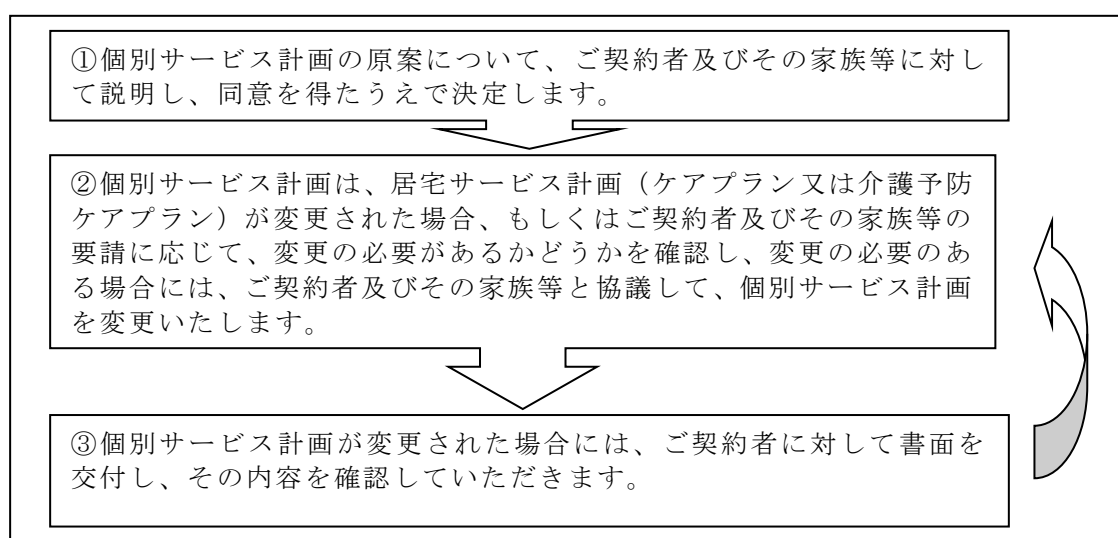 ①個別サービス計画の原案について、ご契約者及びその家族等に対し
て説明し、同意を得たうえで決定します。
②個別サービス計画は、居宅サービス計画（ケアプラン又は介護予防
ケアプラン）が変更された場合、もしくはご契約者及びその家族等の
要請に応じて、変更の必要があるかどうかを確認し、変更の必要のあ
る場合には、ご契約者及びその家族等と協議して、個別サービス計画
を変更いたします。
③個別サービス計画が変更された場合には、ご契約者に対して書面を
交付し、その内容を確認していただきます。